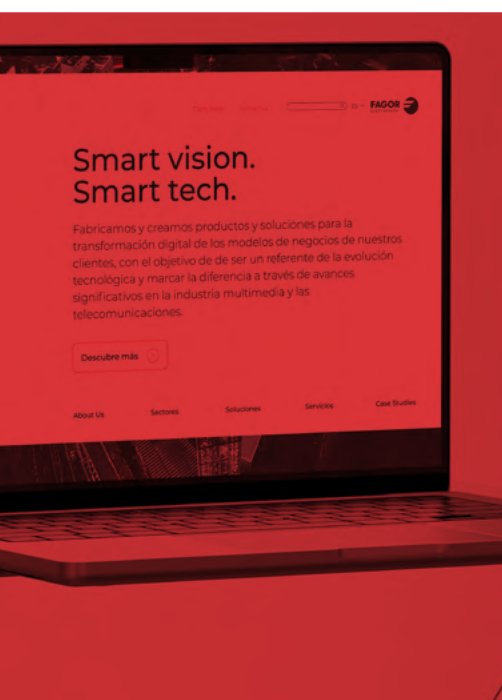 ES
FAGOR
Smart vision.
Smart tech.
Fabricamos y creamos productos y soluciones para la
transformación digital de los modelos de negocios de nuestros
clientes, con el objetivo de de ser un referente de la evolución
tecnológica y marcar la diferencia a través de avances
significativos en la industria multimedia y las
telecomunicaciones.
Descubre más
About Us
Sectores
Soluciones
Servicios
Case Studies